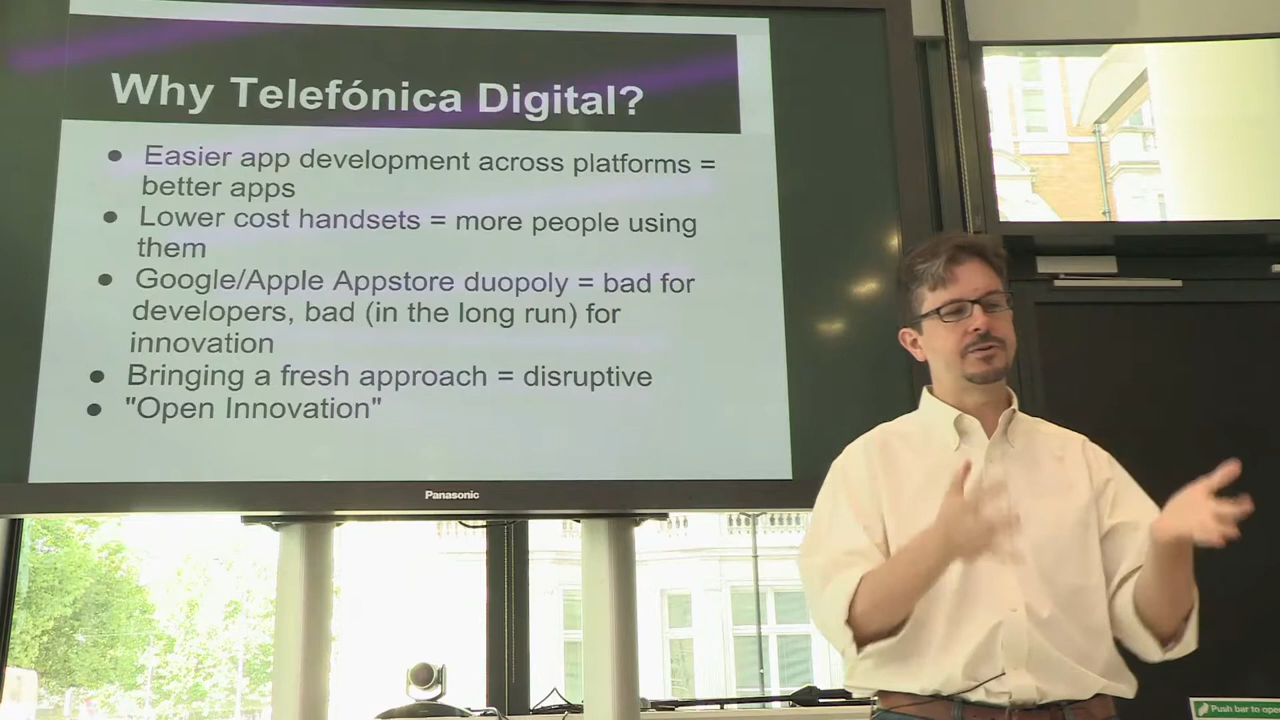 Why Telefónica Digital?
• Easier app development across platforms =
better apps
• Lower cost handsets = more people using
them
• Google/Apple Appstore duopoly = bad for
developers, bad (in the long run) for
innovation
• Bringing a fresh approach = disruptive
• "Open Innovation"
Panasonic
Push bar to open